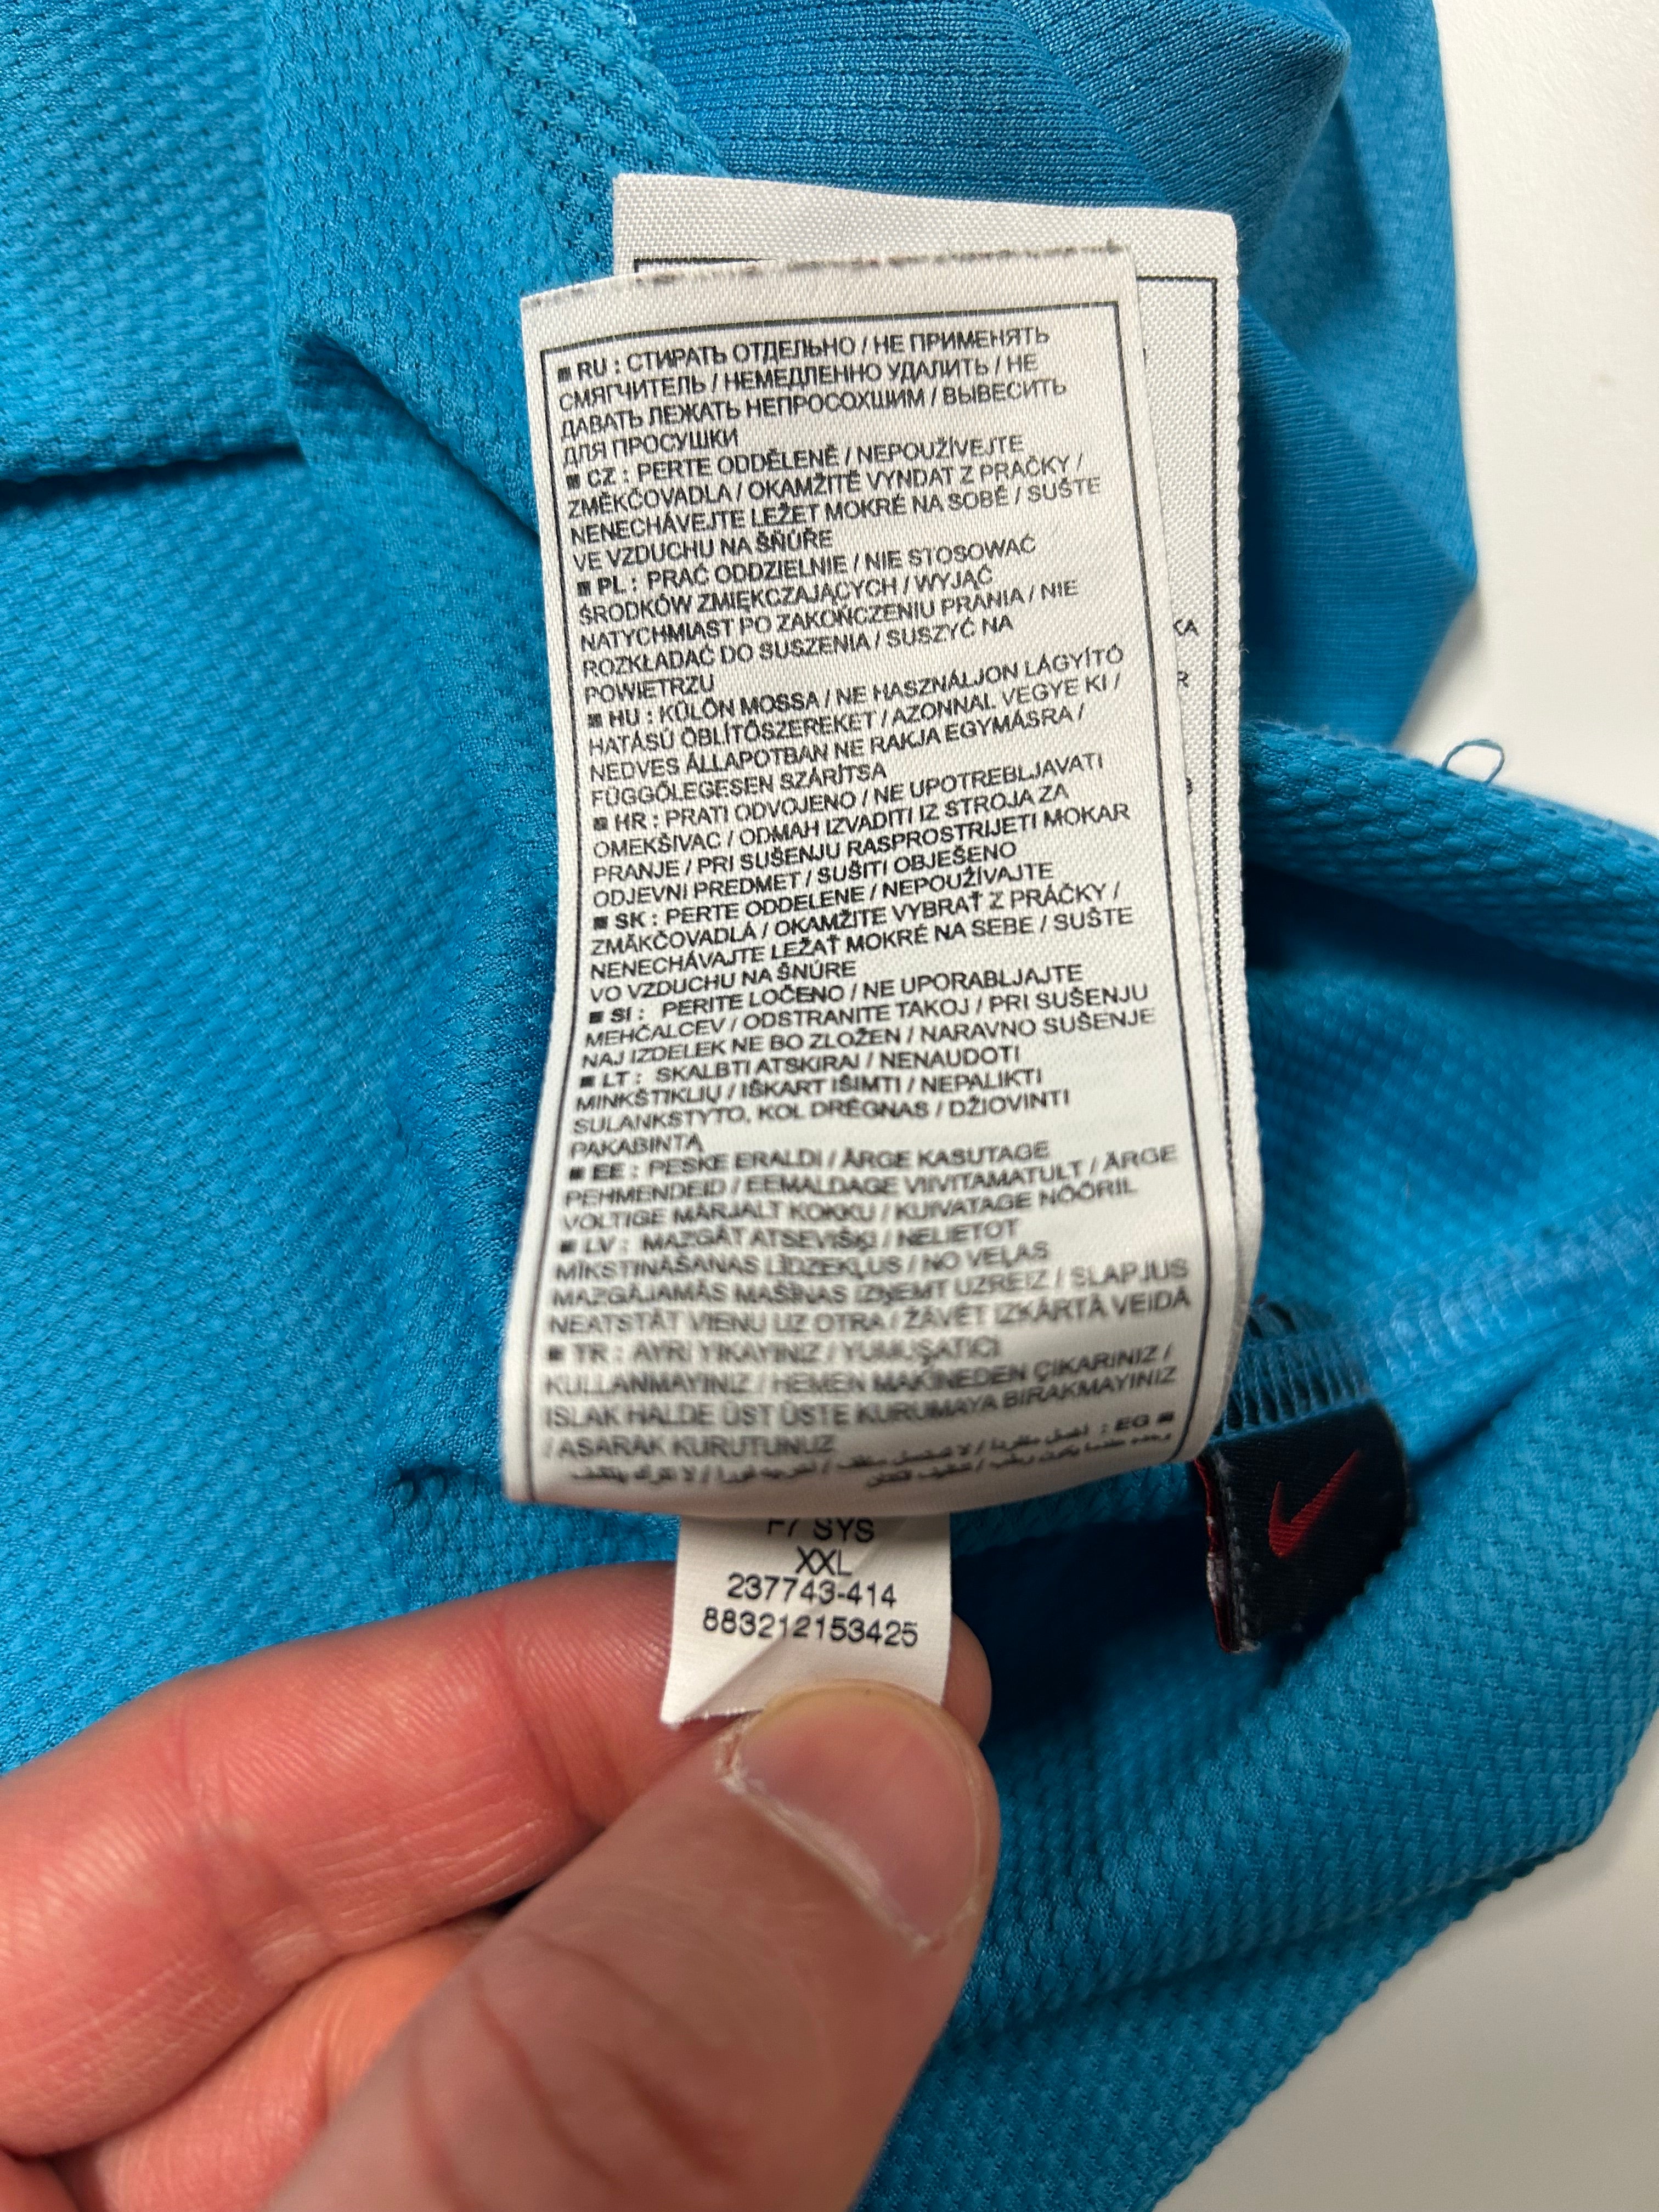 ■ RU : СТИРАТЬ ОТДЕЛЬНО / НЕ ПРИМЕНЯТЬ
СМЯГЧИТЕЛЬ / НЕМЕДЛЕННО УДАЛИТЬ / НЕ
ДАВАТЬ ЛЕЖАТЬ НЕПРОСОХШИМ / ВЫВЕСИТЬ
ДЛЯ ПРОСУШКИ
■ CZ : PERTE ODDĚLENĚ / NEPOUŽÍVEJTE
ZMĚKČOVADLA / OKAMŽITĚ VYNDAT Z PRAČKY /
NENECHÁVEJTE LEŽET MOKRÉ NA SOBĚ / SUŠTE
VE VZDUCHU NA ŠŇŮŘE
■ PL : PRAĆ ODDZIELNIE / NIE STOSOWAĆ
ŚRODKÓW ZMIĘKCZAJĄCYCH / WYJĄĆ
NATYCHMIAST PO ZAKOŃCZENIU PRANIA / NIE
ROZKŁADAĆ DO SUSZENIA / SUSZYĆ NA
POWIETRZU
■ HU : KÜLÖN MOSSA / NE HASZNÁLJON LÁGYÍTÓ
HATÁSÚ ÖBLÍTŐSZEREKET / AZONNAL VEGYE KI /
NEDVES ÁLLAPOTBAN NE RAKJA EGYMÁSRA /
FÜGGŐLEGESEN SZÁRÍTSA
■ HR : PRATI ODVOJENO / NE UPOTREBLJAVATI
OMEKŠIVAC / ODMAH IZVADITI IZ STROJA ZA
PRANJE / PRI SUŠENJU RASPROSTRIJETI MOKAR
ODJEVNI PREDMET / SUŠITI OBJEŠENO
■ SK : PERTE ODDELENE / NEPOUŽÍVAJTE
ZMÄKČOVADLÁ / OKAMŽITE VYBRAŤ Z PRÁČKY /
NENECHÁVAJTE LEŽAŤ MOKRÉ NA SEBE / SUŠTE
VO VZDUCHU NA ŠNÚRE
■ SI : PERITE LOČENO / NE UPORABLJAJTE
MEHČALCEV / ODSTRANITE TAKOJ / PRI SUŠENJU
NAJ IZDELEK NE BO ZLOŽEN / NARAVNO SUŠENJE
■ LT : SKALBTI ATSKIRAI / NENAUDOTI
MINKŠTIKLIŲ / IŠKART IŠIMTI / NEPALIKTI
SULANKSTYTO, KOL DRĖGNAS / DŽIOVINTI
PAKABINTĄ
■ EE : PESKE ERALDI / ÄRGE KASUTAGE
PEHMENDEID / EEMALDAGE VIIVITAMATULT / ÄRGE
VOLTIGE MÄRJALT KOKKU / KUIVATAGE NÖÖRIL
■ LV : MAZGĀT ATSEVIŠĶI / NELIETOT
MĪKSTINĀŠANAS LĪDZEKĻUS / NO VEĻAS
MAZGĀJAMĀS MAŠĪNAS IZŅEMT UZREIZ / SLAPJUS
NEATSTĀT VIENU UZ OTRA / ŽĀVĒT IZKĀRTĀ VEIDĀ
■ TR : AYRI YIKAYINIZ / YUMUŞATICI
KULLANMAYINIZ / HEMEN MAKİNEDEN ÇIKARINIZ /
ISLAK HALDE ÜST ÜSTE KURUMAYA BIRAKMAYINIZ
/ ASARAK KURUTUNUZ
■ EG :
KA
R
SYS
XXL
237743-414
883212153425